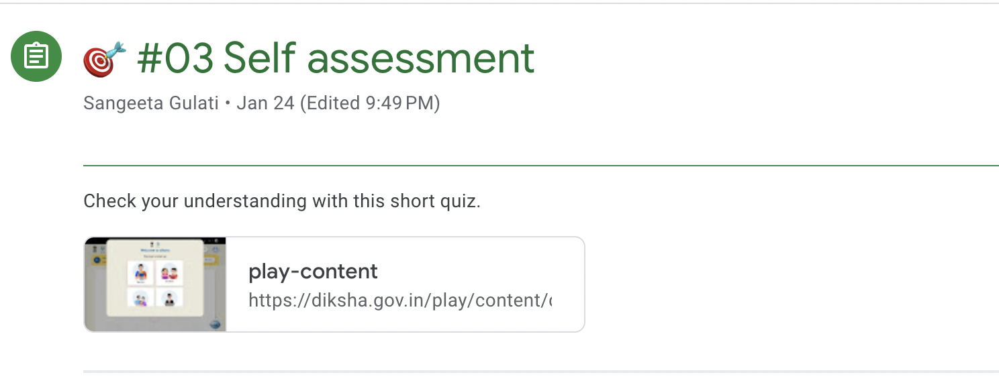 🎯 #03 Self assessment
Sangeeta Gulati • Jan 24 (Edited 9:49 PM)
Check your understanding with this short quiz.
play-content
https://diksha.gov.in/play/content/